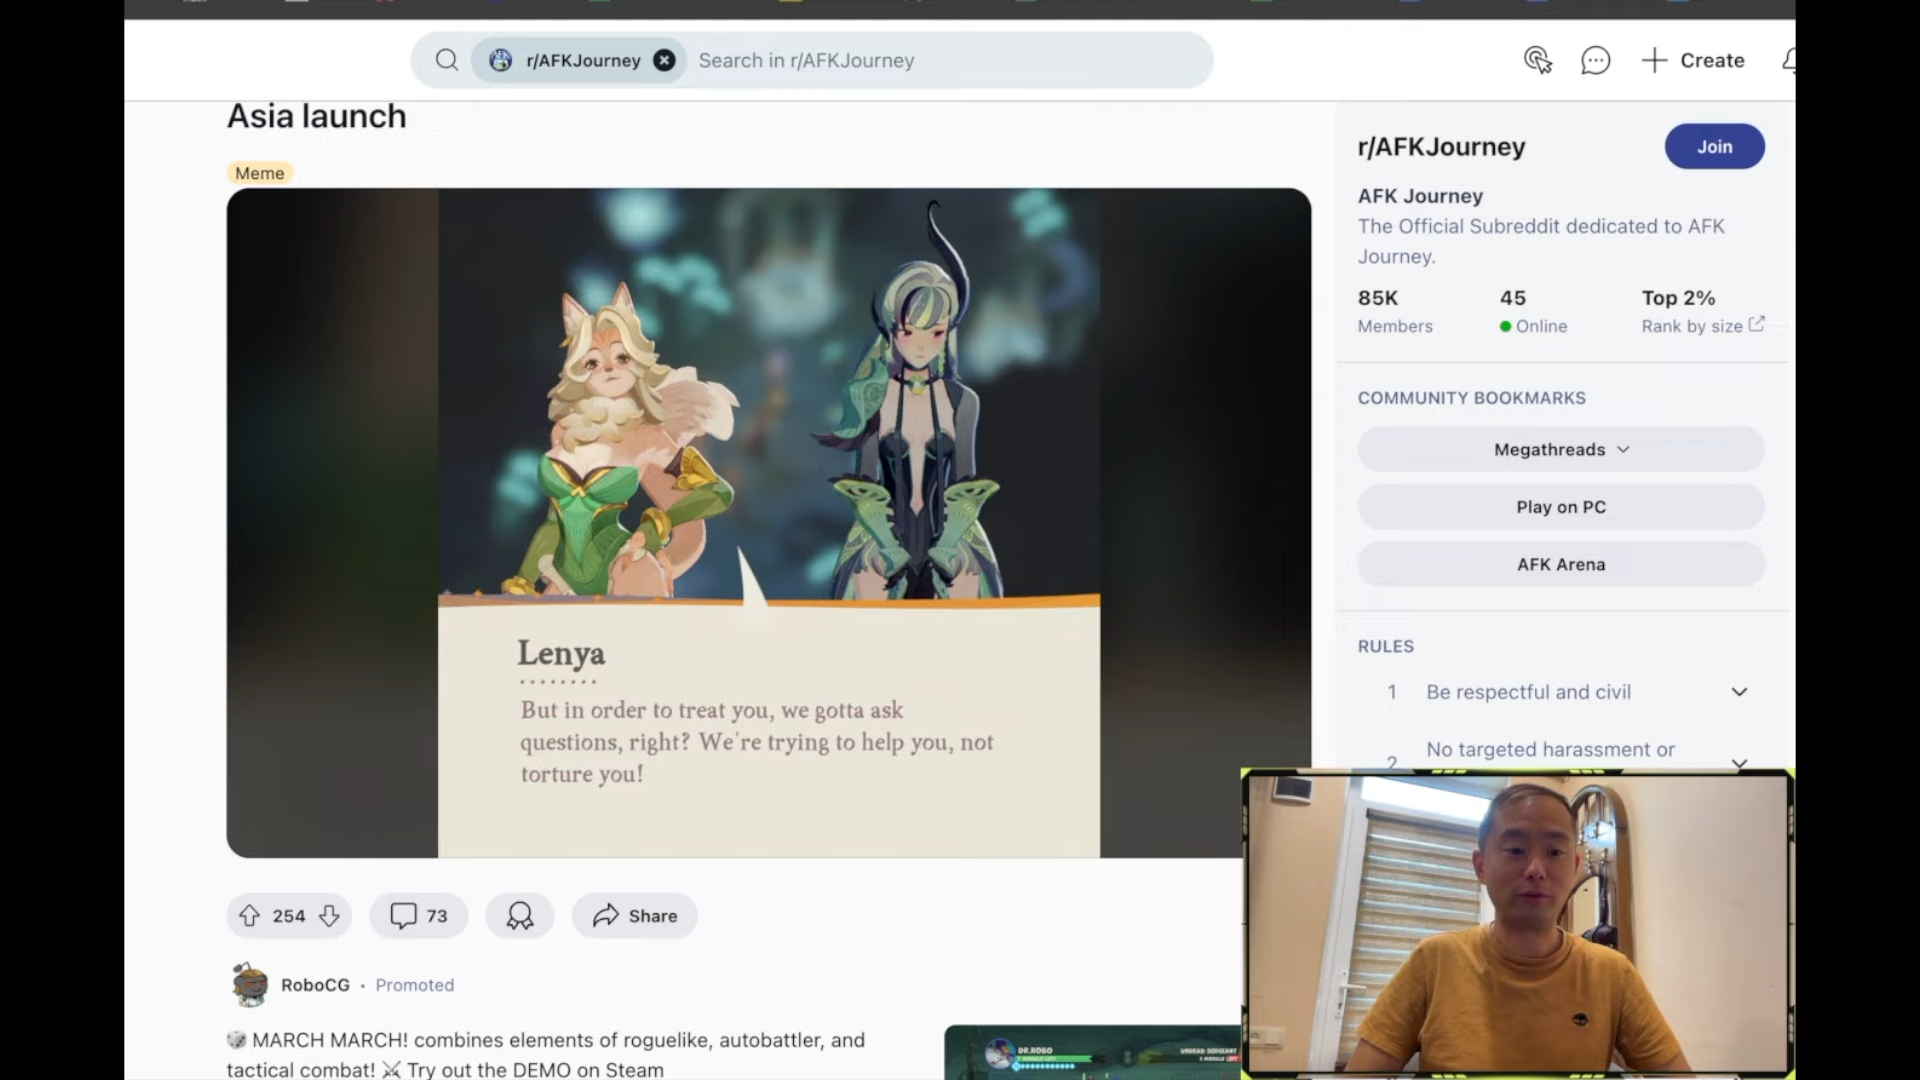 r/AFKJourney
Search in r/AFKJourney
Create
Asia launch
Meme
Lenya
But in order to treat you, we gotta ask
questions, right? We're trying to help you, not
torture you!
254
73
Share
RoboCG • Promoted
MARCH MARCH! combines elements of roguelike, autobattler, and
tactical combat! ⚔ Try out the DEMO on Steam
DR.ROBO
UNDEAD SERGEANT
r/AFKJourney
Join
AFK Journey
The Official Subreddit dedicated to AFK
Journey.
85K
Members
45
Online
Top 2%
Rank by size
COMMUNITY BOOKMARKS
Megathreads
Play on PC
AFK Arena
RULES
1 Be respectful and civil
2 No targeted harassment or